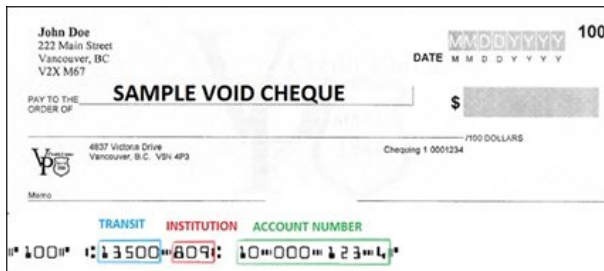 John Doe
222 Main Street
Vancouver, BC
V2X M67
100
DATE MMDDYYYY
M M D D Y Y Y Y
PAY TO THE
ORDER OF
SAMPLE VOID CHEQUE
$
/100 DOLLARS
VP
4837 Victoria Drive
Vancouver, B.C. V5N 4P3
Chequing 1 0001234
Memo
TRANSIT INSTITUTION ACCOUNT NUMBER
⑈100⑈ ⑆13500⑉809⑆ 10⑉000⑉123⑉4⑈